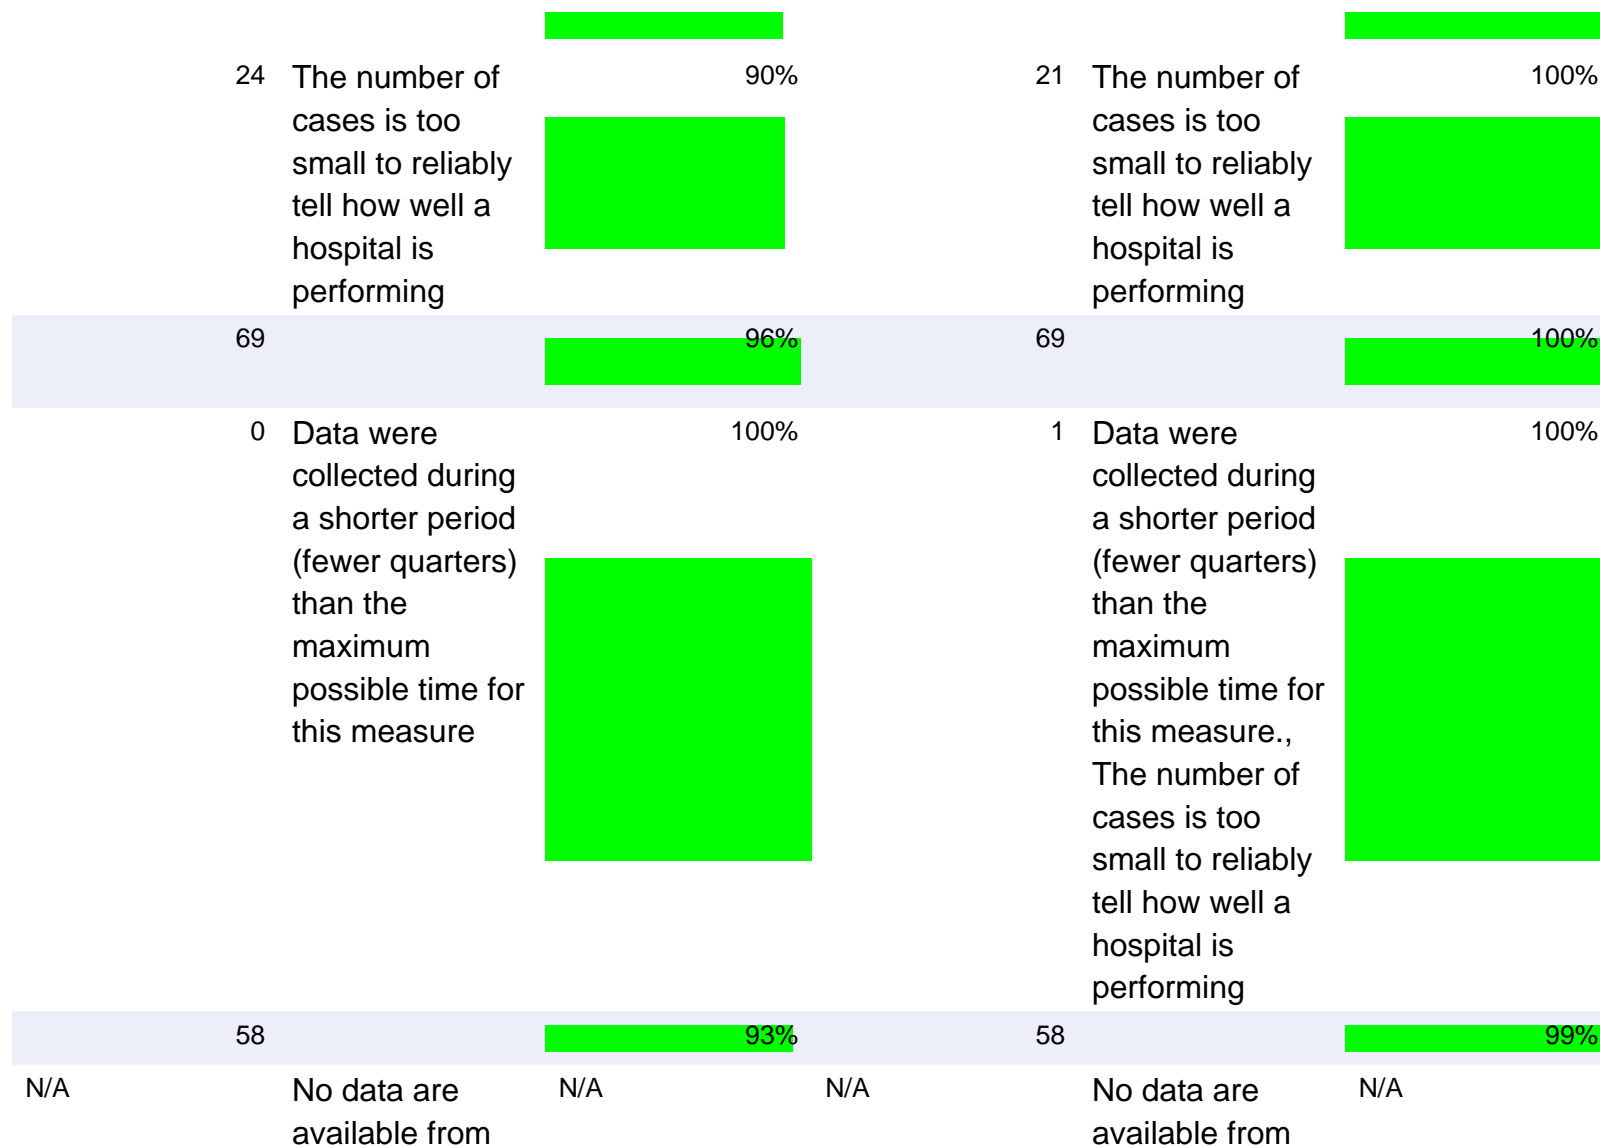 24 The number of 90% 21 The number of 100%
cases is too cases is too
small to reliably small to reliably
tell how well a tell how well a
hospital is hospital is
performing performing
69 96% 69 100%
0 Data were 100% 1 Data were 100%
collected during collected during
a shorter period a shorter period
(fewer quarters) (fewer quarters)
than the than the
maximum maximum
possible time for possible time for
this measure this measure.,
The number of
cases is too
small to reliably
tell how well a
hospital is
performing
58 93% 58 99%
N/A No data are N/A N/A No data are N/A
available from available from